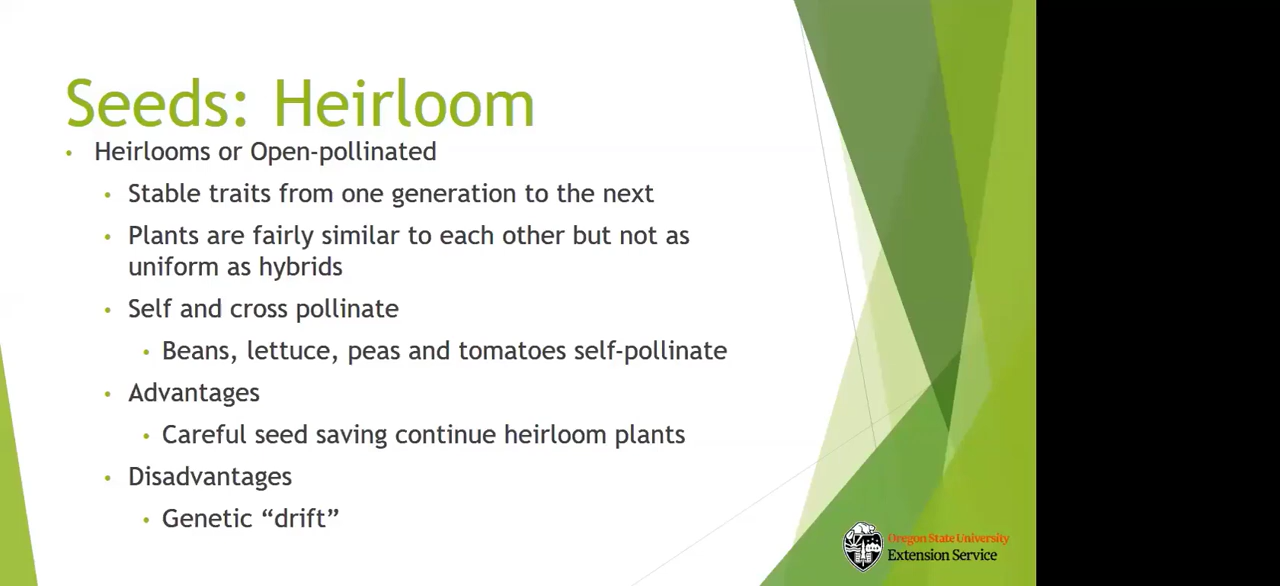 Seeds: Heirloom
• Heirlooms or Open-pollinated
• Stable traits from one generation to the next
• Plants are fairly similar to each other but not as
uniform as hybrids
• Self and cross pollinate
• Beans, lettuce, peas and tomatoes self-pollinate
• Advantages
• Careful seed saving continue heirloom plants
• Disadvantages
• Genetic “drift”
Oregon State University
Extension Service